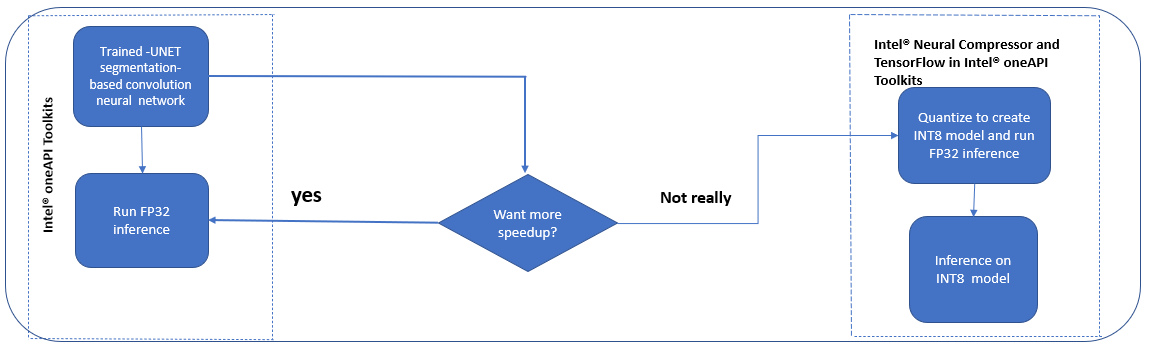 Intel® oneAPI Toolkits
Trained -UNET
segmentation-
based convolution
neural  network
Run FP32
inference
yes
Want more
speedup?
Not really
Intel® Neural Compressor and
TensorFlow in Intel® oneAPI
Toolkits
Quantize to create
INT8 model and run
FP32 inference
Inference on
INT8  model